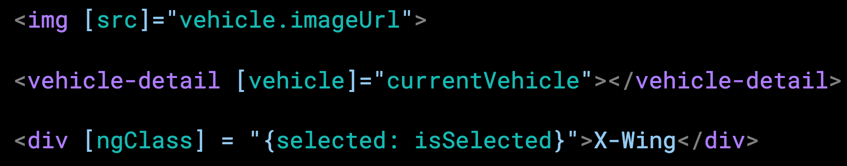 <img [src]="vehicle.imageUrl">
<vehicle-detail [vehicle]="currentVehicle"></vehicle-detail>
<div [ngClass] = "{selected: isSelected}">X-Wing</div>